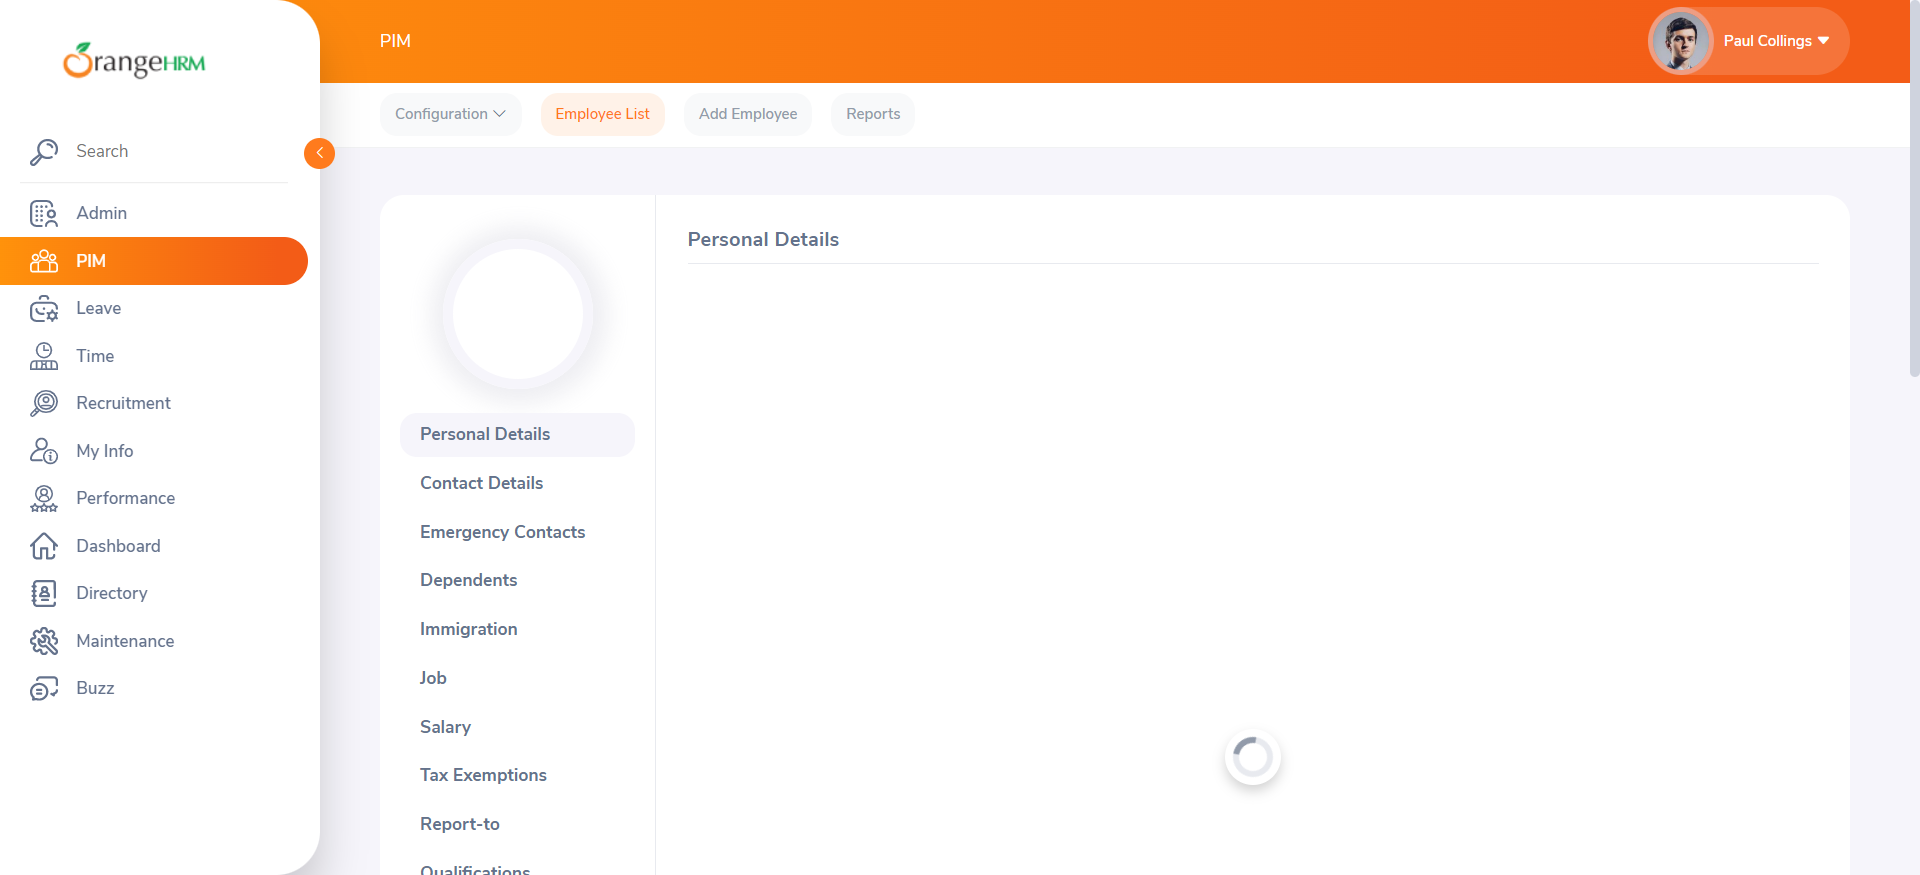 OrangeHRM
Search
Admin
PIM
Leave
Time
Recruitment
My Info
Performance
Dashboard
Directory
Maintenance
Buzz
PIM
Paul Collings
Configuration
Employee List
Add Employee
Reports
Personal Details
Contact Details
Emergency Contacts
Dependents
Immigration
Job
Salary
Tax Exemptions
Report-to
Qualifications
Personal Details